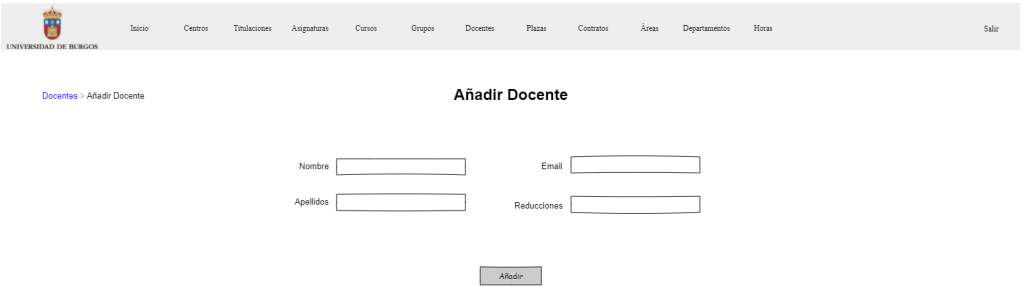 UNIVERSIDAD DE BURGOS
Inicio Centros Titulaciones Asignaturas Cursos Grupos Docentes Plazas Contratos Áreas Departamentos Horas Salir
Docentes > Añadir Docente
Añadir Docente
Nombre Email
Apellidos Reducciones
Añadir